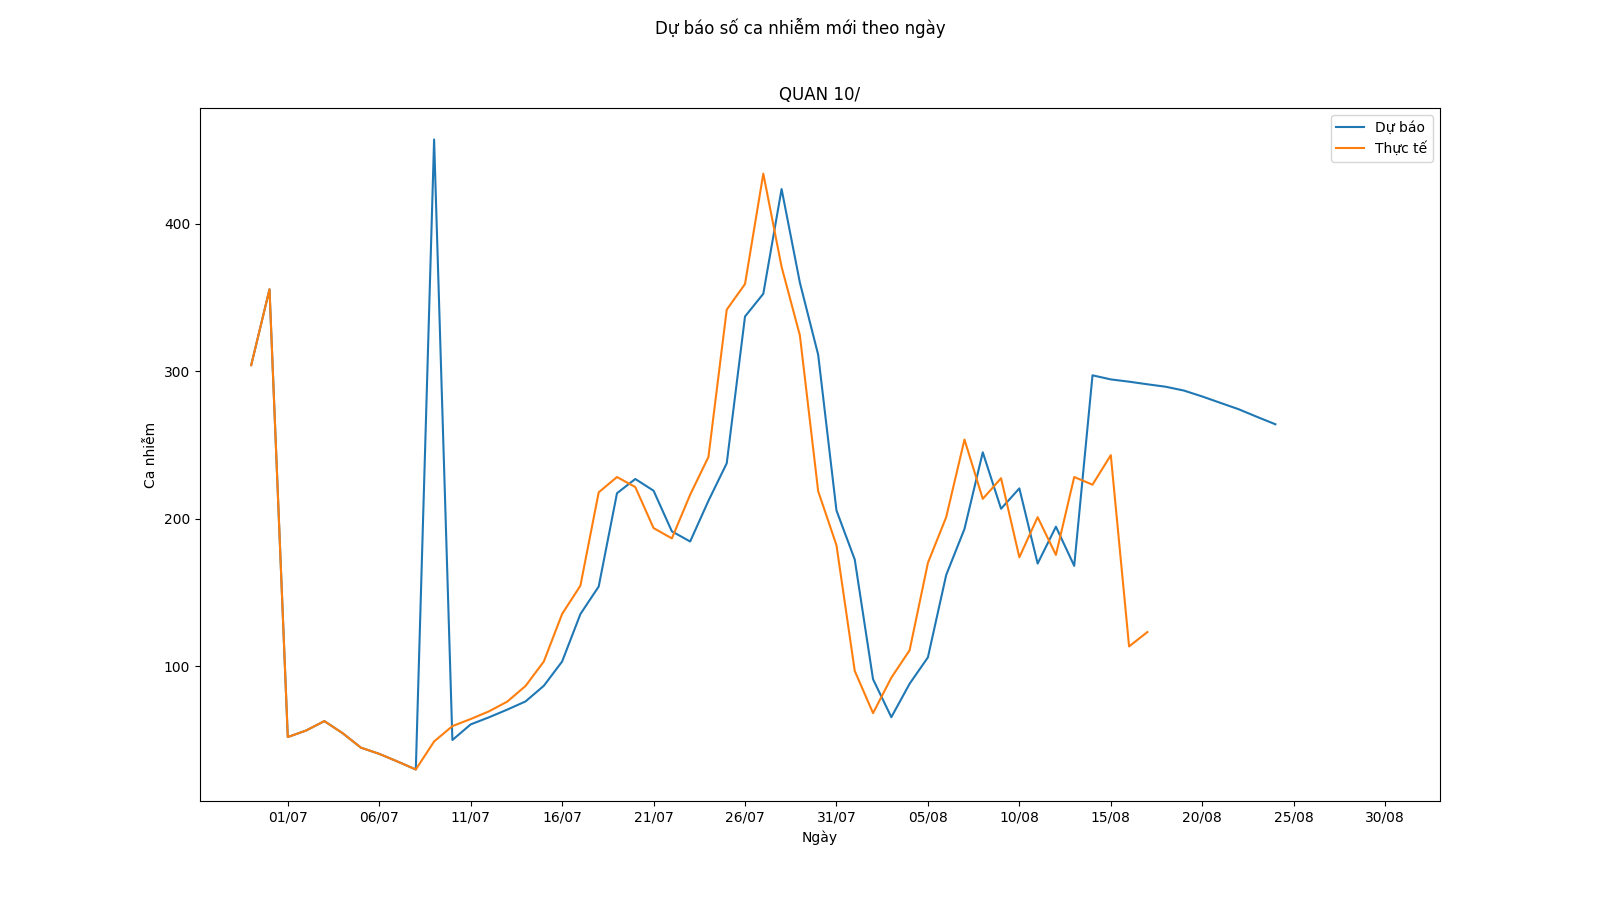 Dự báo số ca nhiễm mới theo ngày
QUAN 10/
Dự báo
Thực tế
400
300
200
100
Ca nhiễm
01/07 06/07 11/07 16/07 21/07 26/07 31/07 05/08 10/08 15/08 20/08 25/08 30/08
Ngày